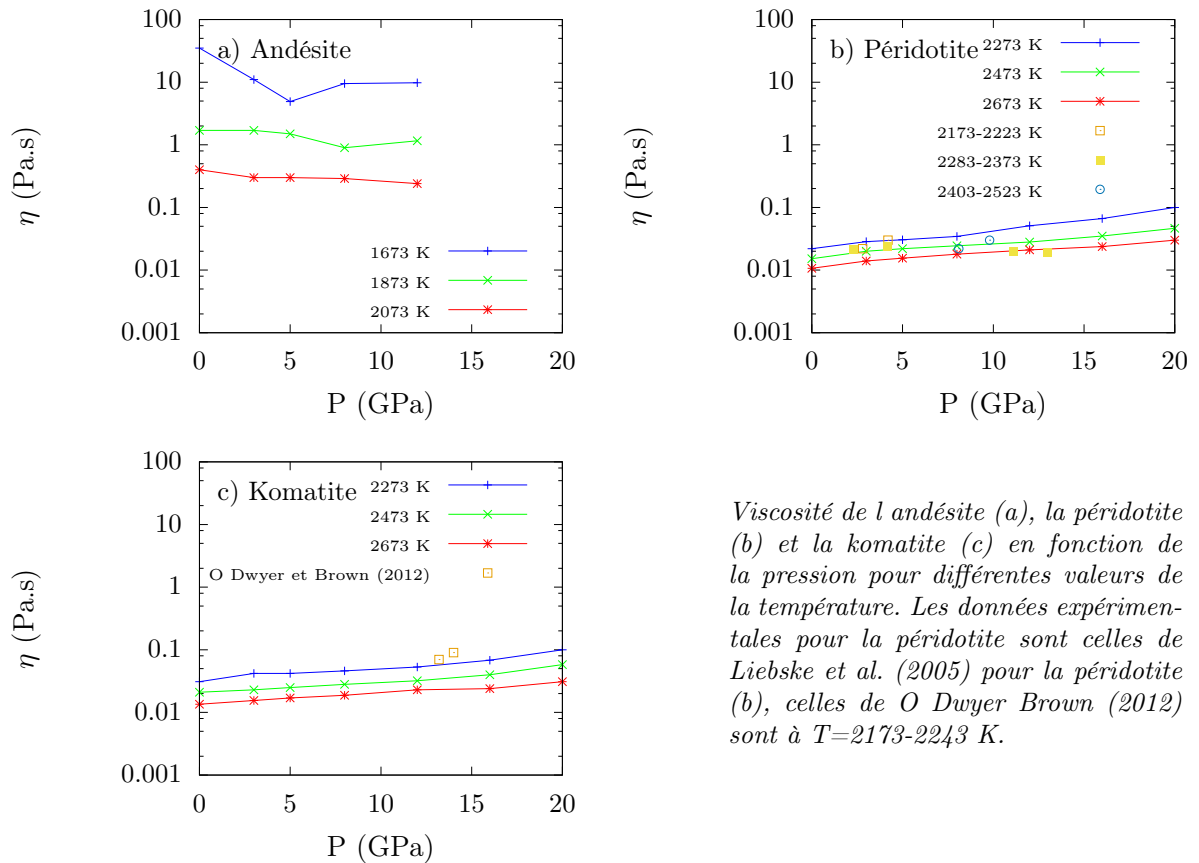 a) Andésite
η (Pa.s)
100
10
1
0.1
0.01
0.001
1673 K
1873 K
2073 K
0 5 10 15 20
P (GPa)
b) Péridotite
η (Pa.s)
100
10
1
0.1
0.01
0.001
2273 K
2473 K
2673 K
2173-2223 K
2283-2373 K
2403-2523 K
0 5 10 15 20
P (GPa)
c) Komatite
η (Pa.s)
100
10
1
0.1
0.01
0.001
2273 K
2473 K
2673 K
O Dwyer et Brown (2012)
0 5 10 15 20
P (GPa)
Viscosité de l andésite (a), la péridotite
(b) et la komatite (c) en fonction de
la pression pour différentes valeurs de
la température. Les données expérimen-
tales pour la péridotite sont celles de
Liebske et al. (2005) pour la péridotite
(b), celles de O Dwyer Brown (2012)
sont à T=2173-2243 K.